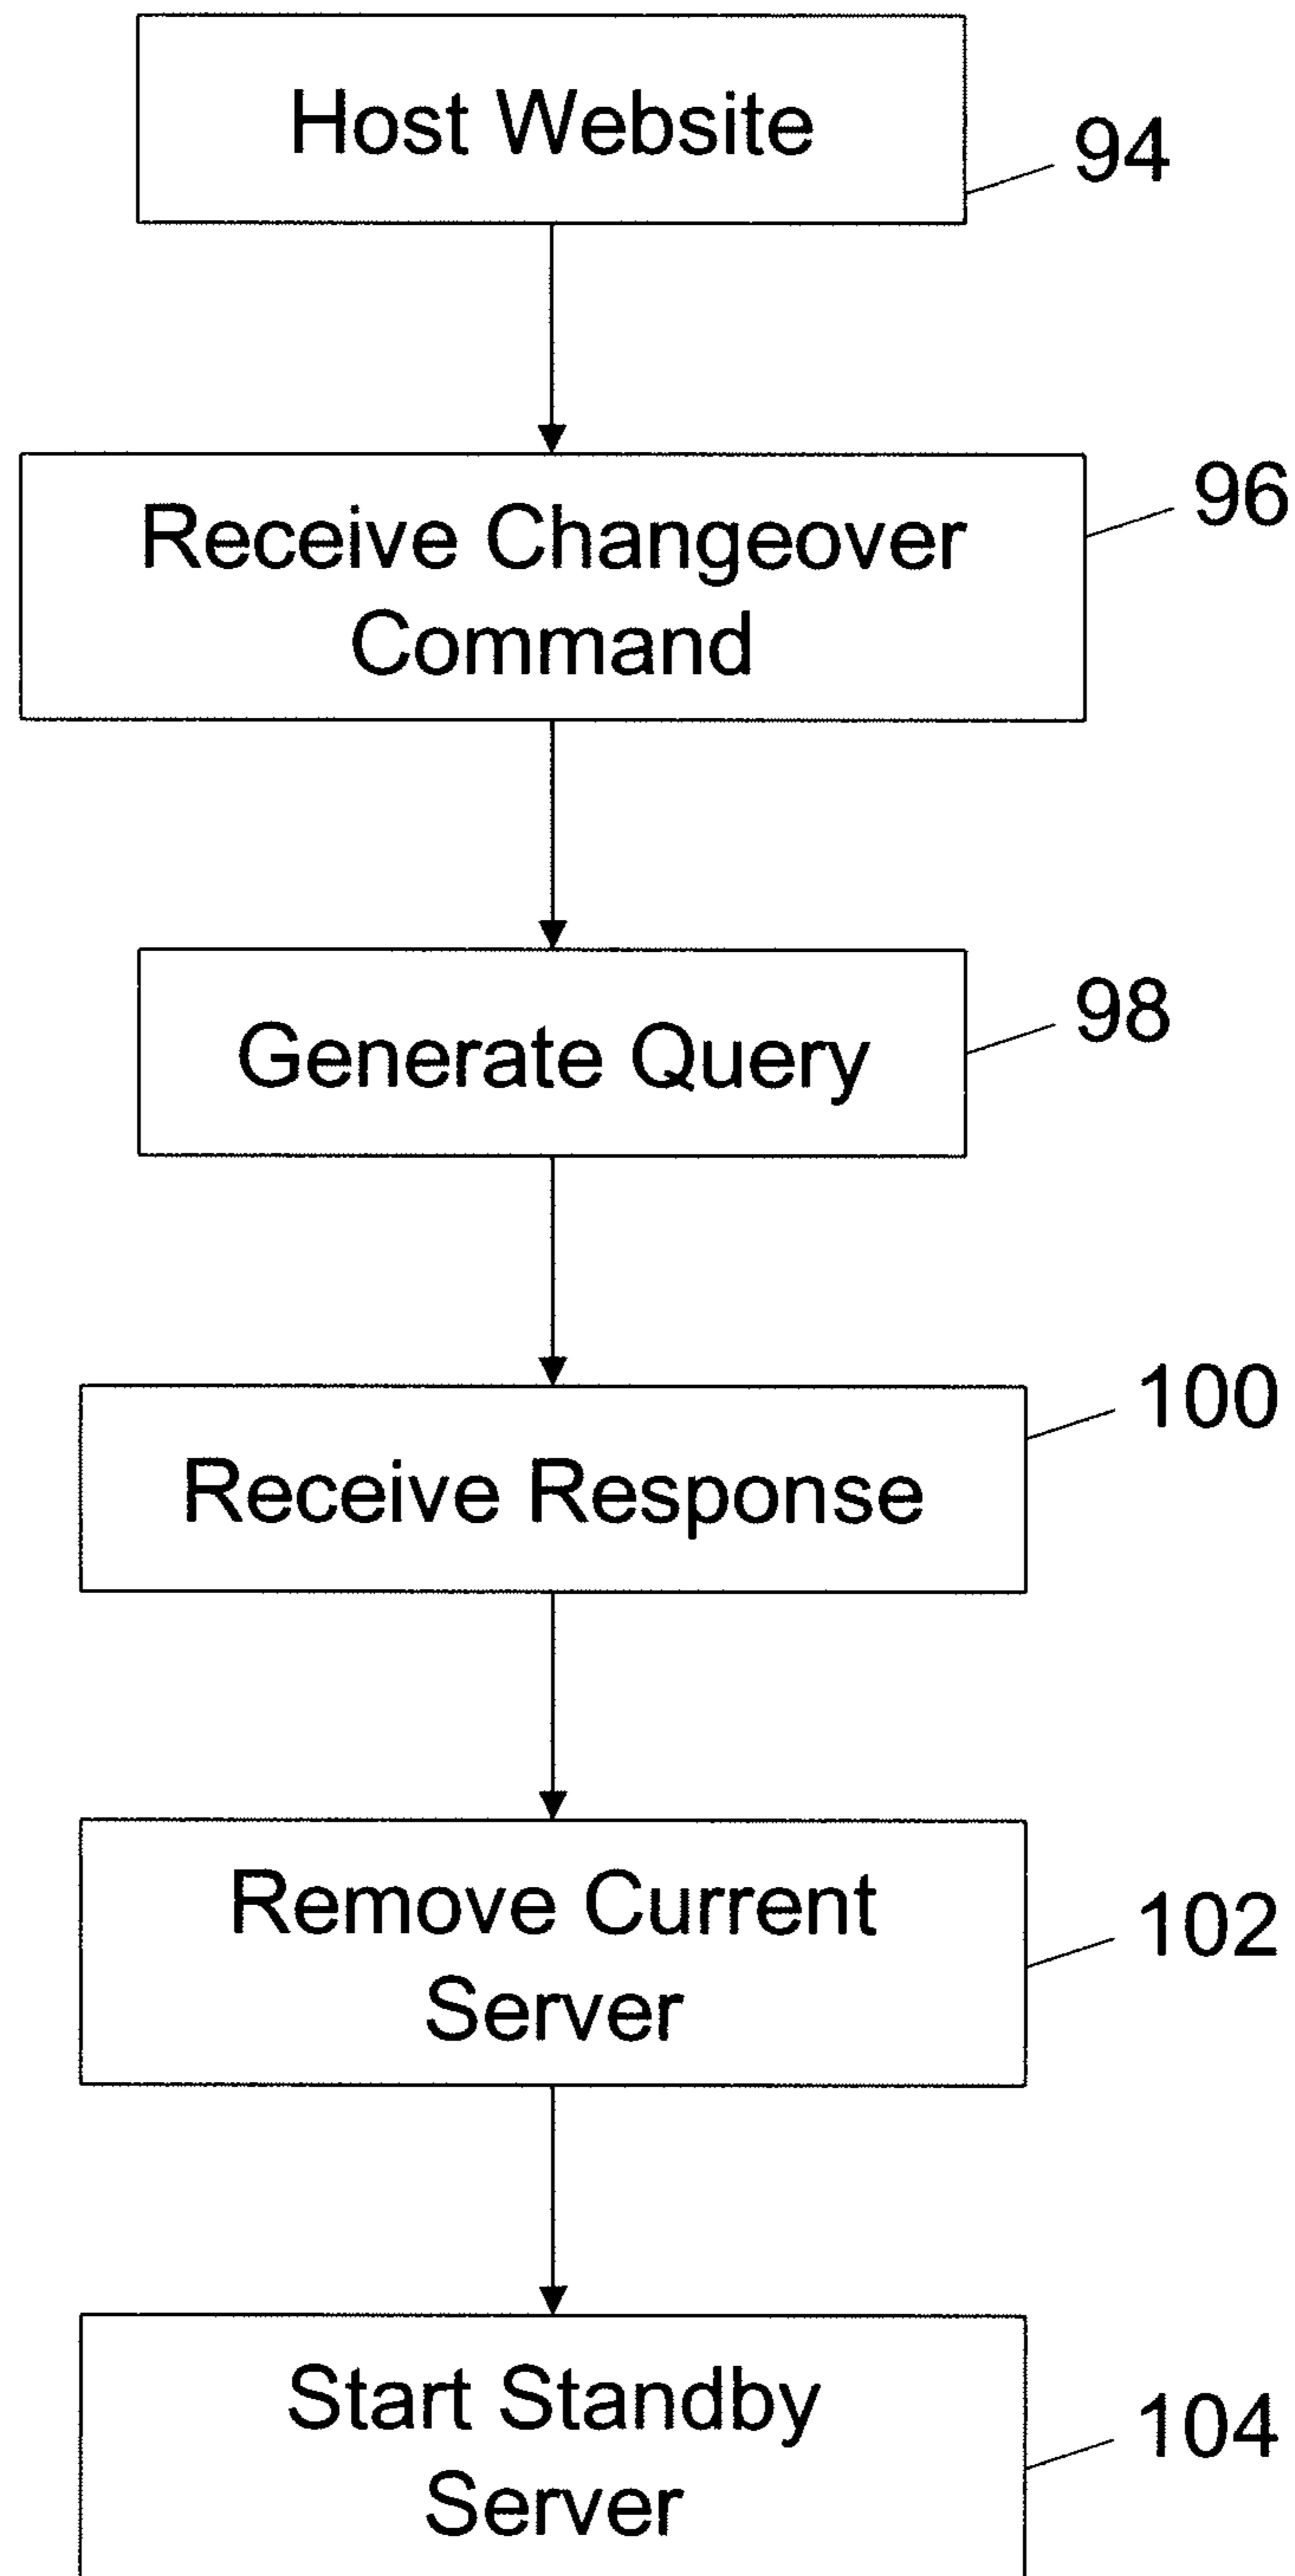 Host Website
94
Receive Changeover
Command
96
Generate Query
98
Receive Response
100
Remove Current
Server
102
Start Standby
Server
104